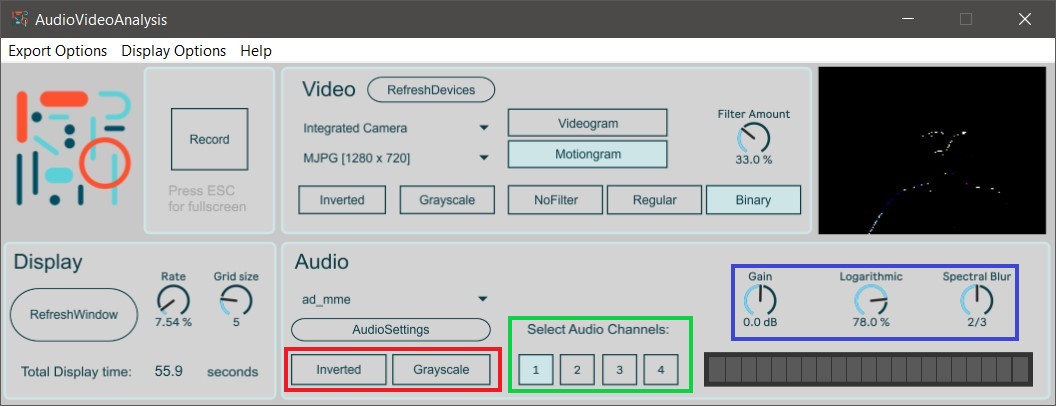 AudioVideoAnalysis
Export Options Display Options Help
Record
Press ESC
for fullscreen
Video
RefreshDevices
Integrated Camera
MJPG [1280 x 720]
Videogram
Motiongram
Filter Amount
33.0 %
Inverted
Grayscale
NoFilter
Regular
Binary
Display
Rate
7.54 %
Grid size
5
RefreshWindow
Total Display time: 55.9 seconds
Audio
ad_mme
AudioSettings
Inverted
Grayscale
Select Audio Channels:
1 2 3 4
Gain
0.0 dB
Logarithmic
78.0 %
Spectral Blur
2/3